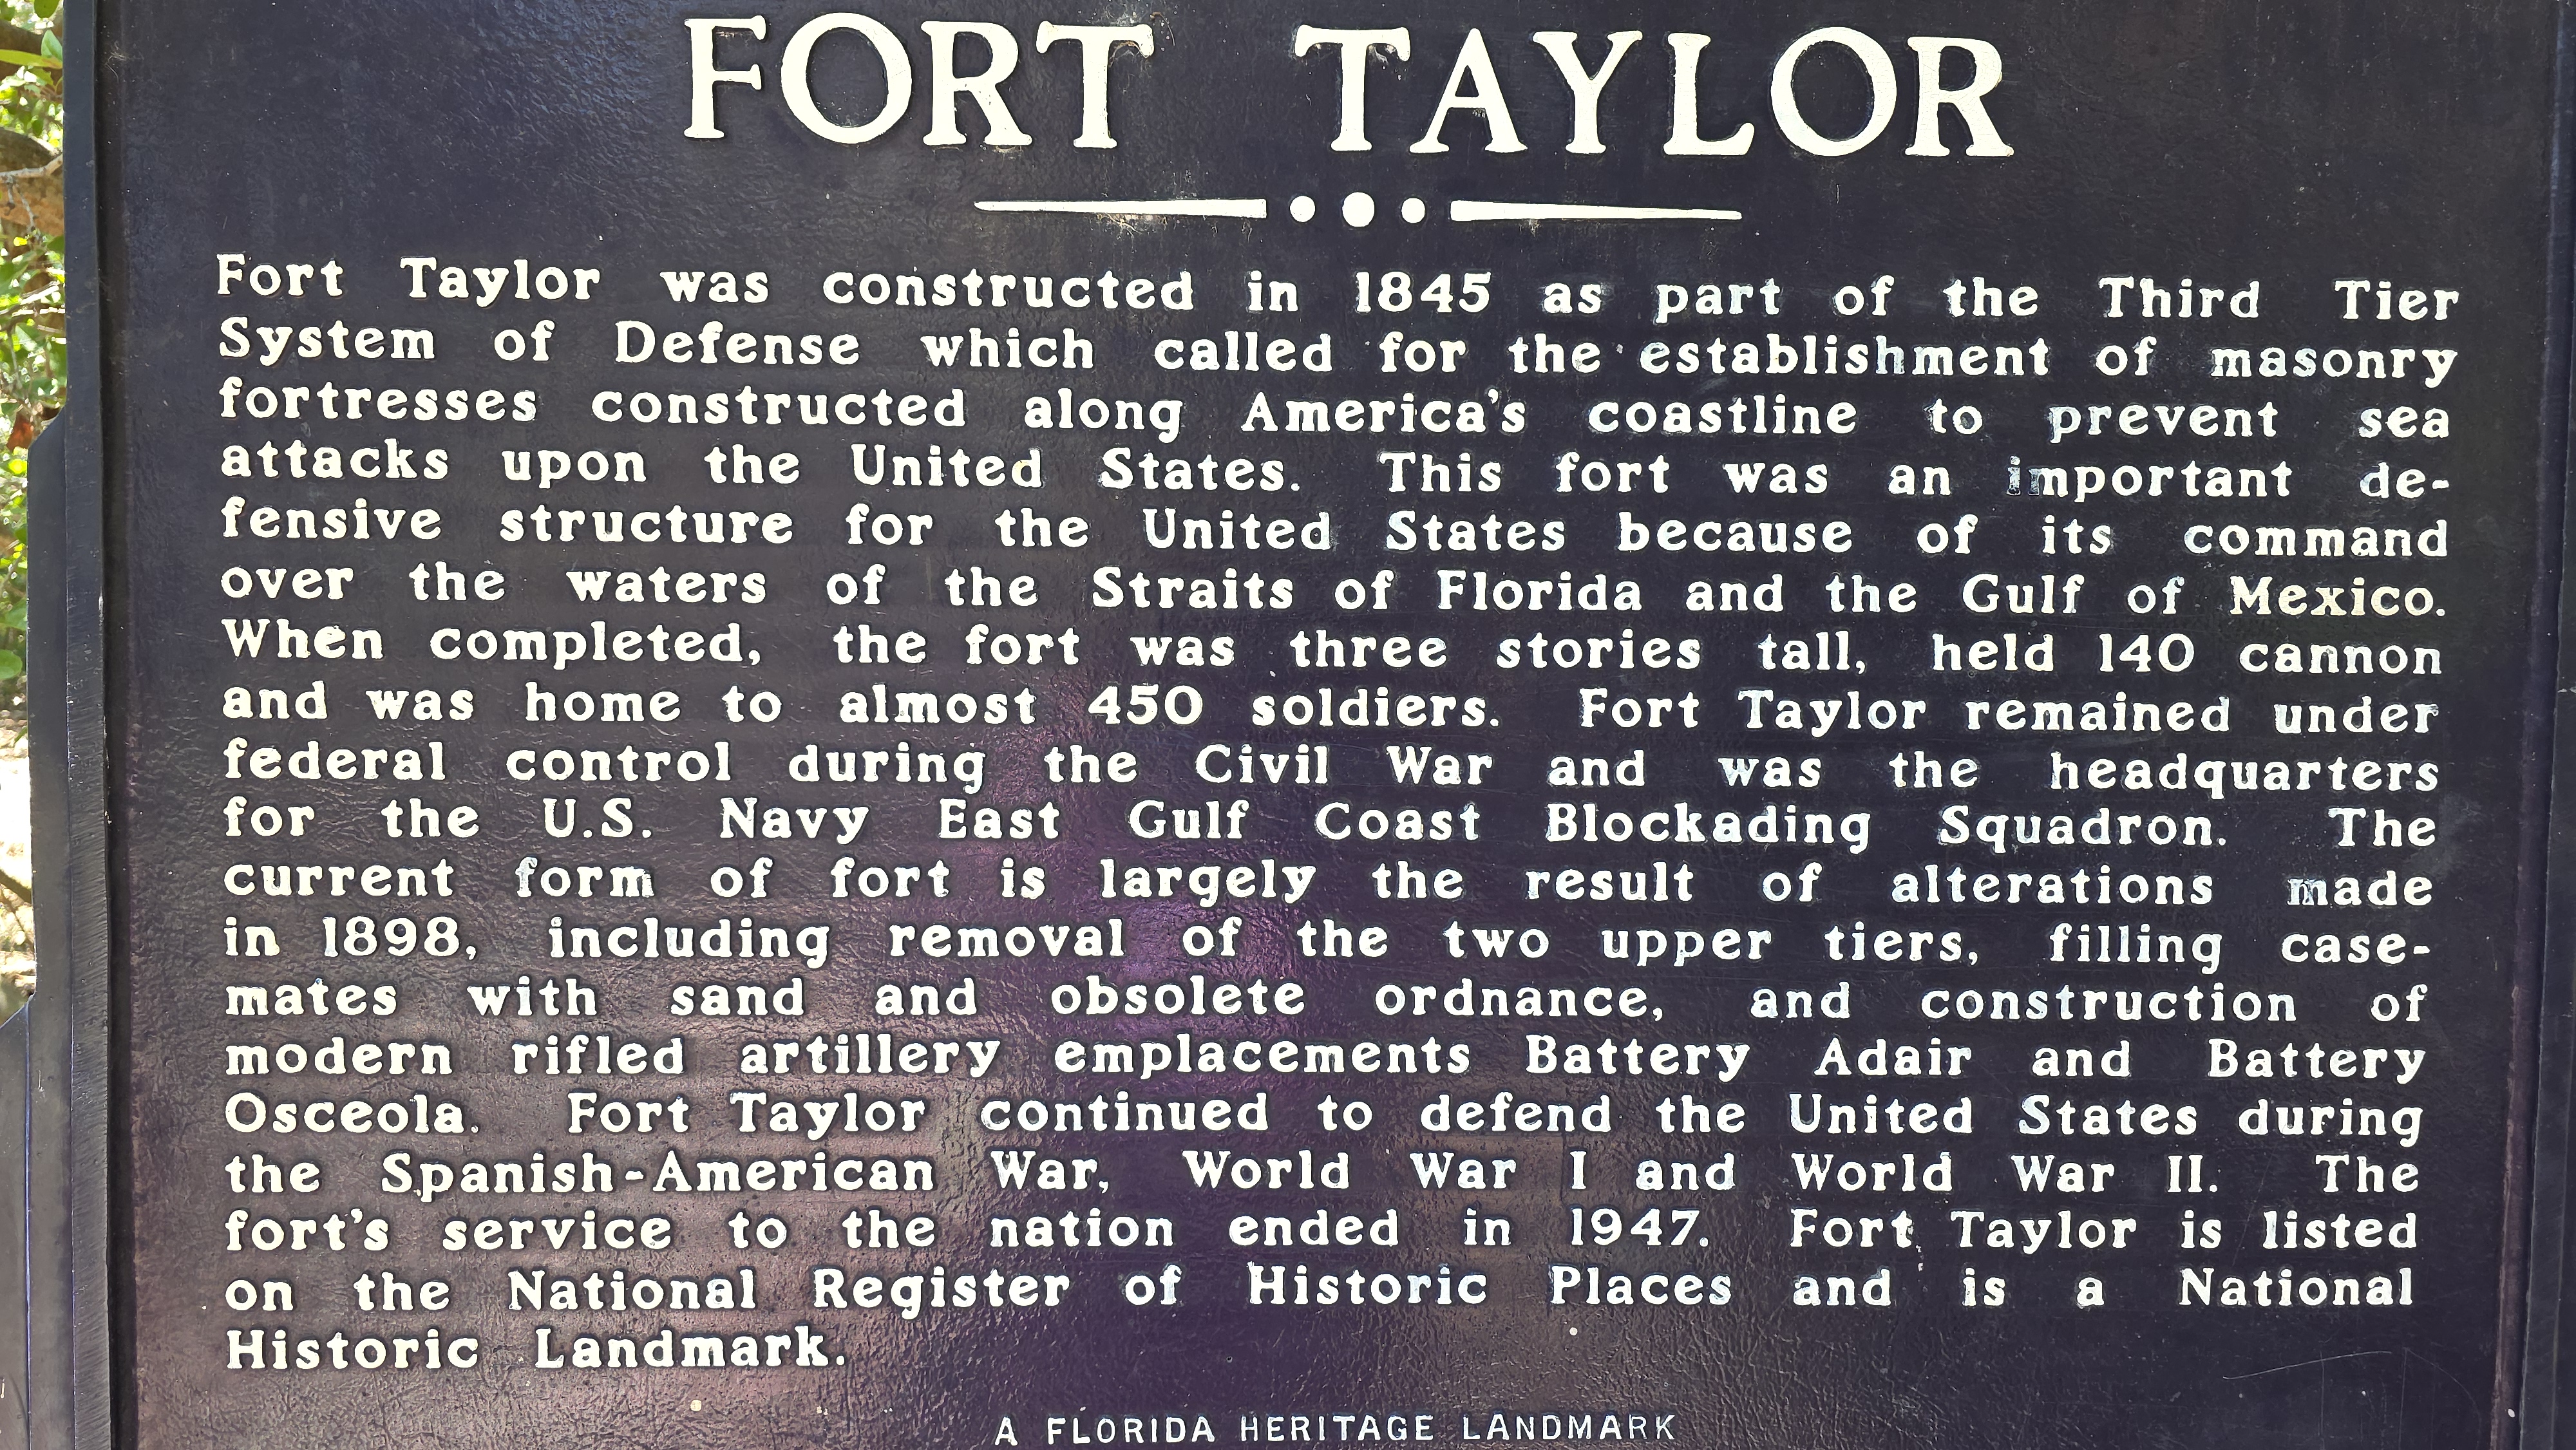 FORT TAYLOR
Fort Taylor was constructed in 1845 as part of the Third Tier
System of Defense which called for the establishment of masonry
fortresses constructed along America's coastline to prevent sea
attacks upon the United States. This fort was an important de-
fensive structure for the United States because of its command
over the waters of the Straits of Florida and the Gulf of Mexico.
When completed, the fort was three stories tall, held 140 cannon
and was home to almost 450 soldiers. Fort Taylor remained under
federal control during the Civil War and was the headquarters
for the U.S. Navy East Gulf Coast Blockading Squadron. The
current form of fort is largely the result of alterations made
in 1898, including removal of the two upper tiers, filling case-
mates with sand and obsolete ordnance, and construction of
modern rifled artillery emplacements Battery Adair and Battery
Osceola. Fort Taylor continued to defend the United States during
the Spanish-American War, World War I and World War II. The
fort's service to the nation ended in 1947. Fort Taylor is listed
on the National Register of Historic Places and is a National
Historic Landmark.
A FLORIDA HERITAGE LANDMARK